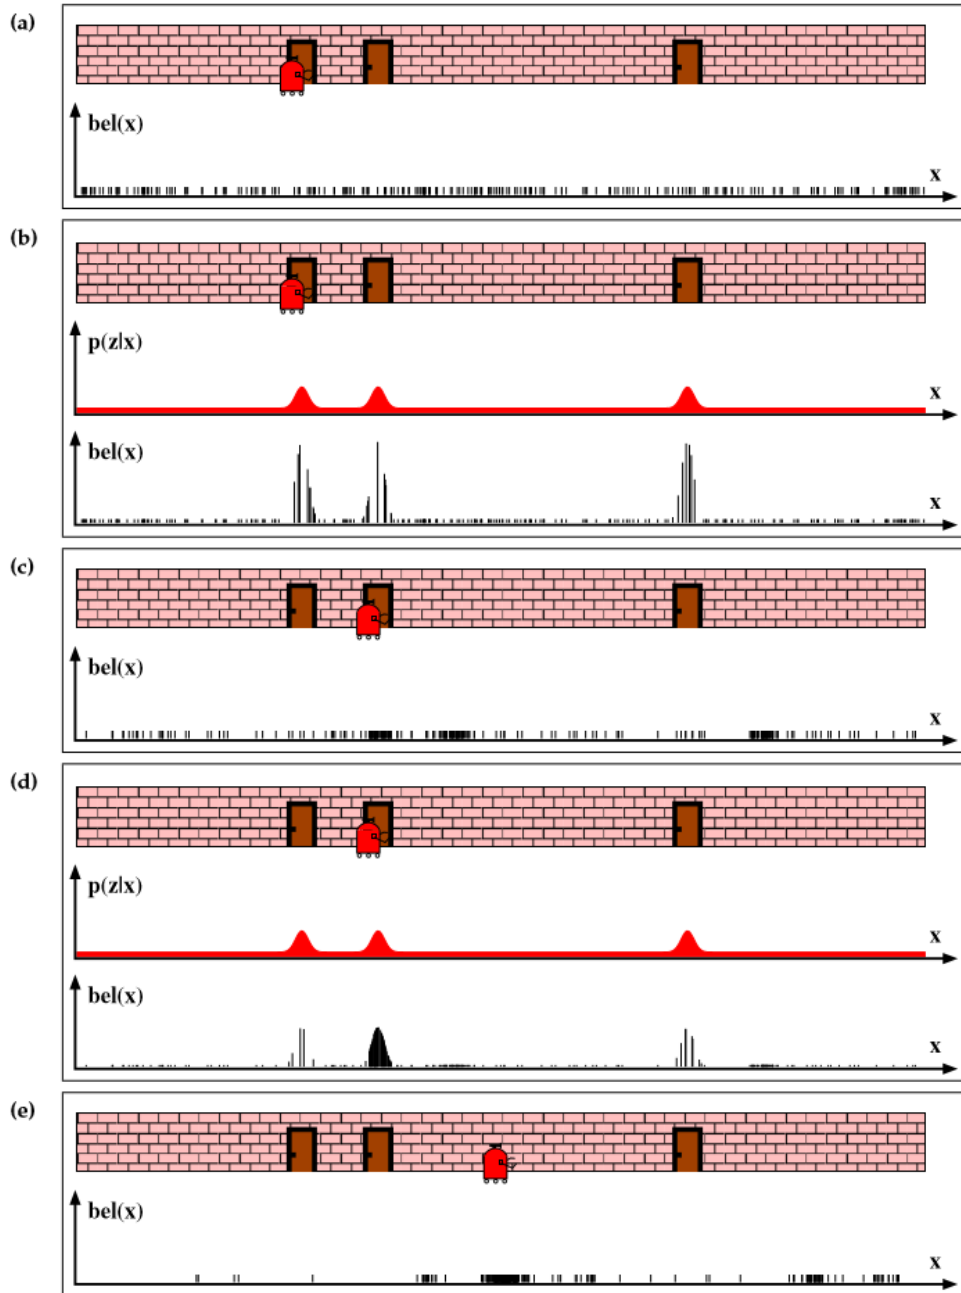 (a)
bel(x)
x
(b)
p(z|x)
x
bel(x)
x
(c)
bel(x)
x
(d)
p(z|x)
x
bel(x)
x
(e)
bel(x)
x